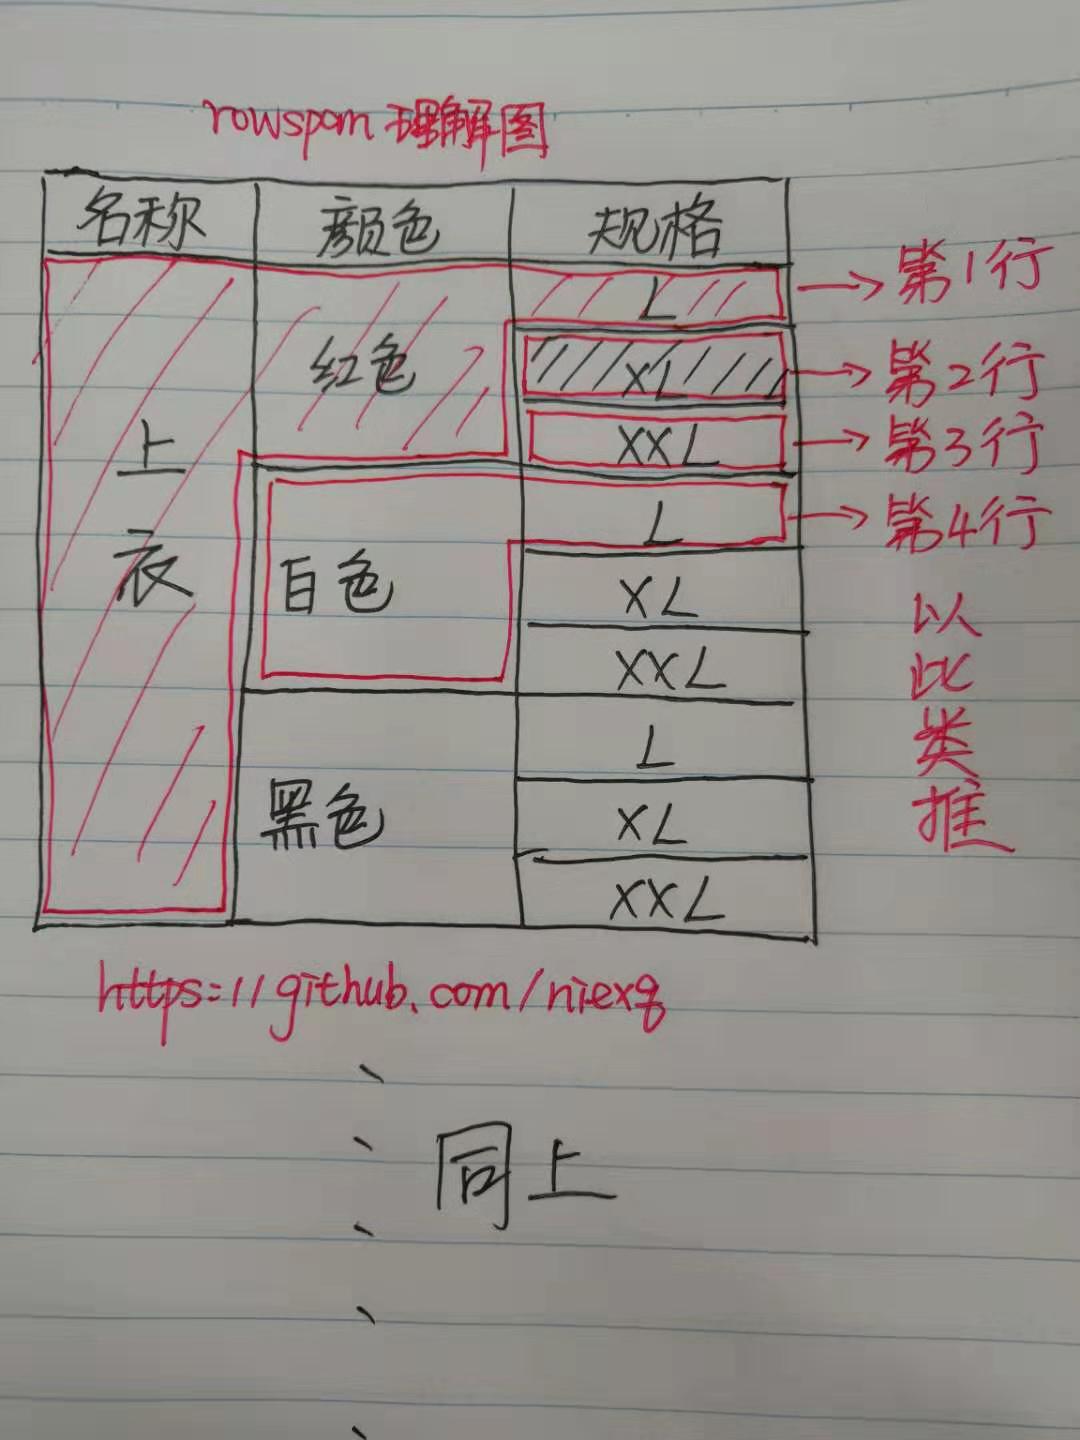 rowspan 理解图
名称 颜色 规格
上衣 红色 L → 第1行
XL → 第2行
XXL → 第3行
白色 L → 第4行
XL
XXL
以此类推
黑色 L
XL
XXL
https://github.com/niexq
同上